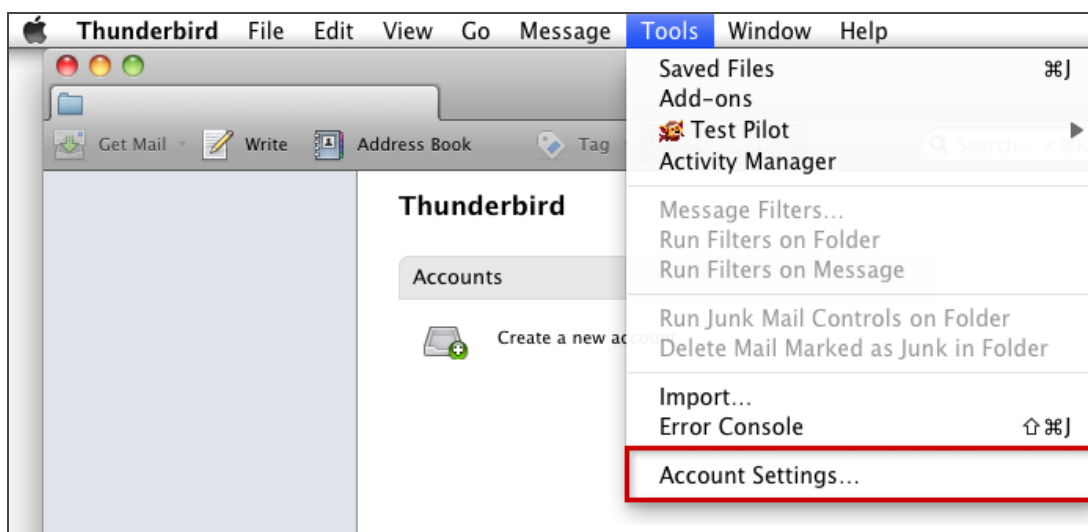 Thunderbird File Edit View Go Message Tools Window Help
Get Mail Write Address Book Tag Search... <⌘K
Saved Files ⌘J
Add-ons
Test Pilot
Activity Manager
Message Filters...
Run Filters on Folder
Run Filters on Message
Run Junk Mail Controls on Folder
Delete Mail Marked as Junk in Folder
Import...
Error Console ⇧⌘J
Account Settings...
Thunderbird
Accounts
Create a new account